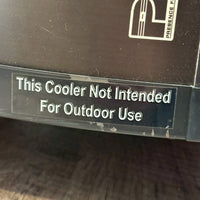 This Cooler Not Intended
For Outdoor Use